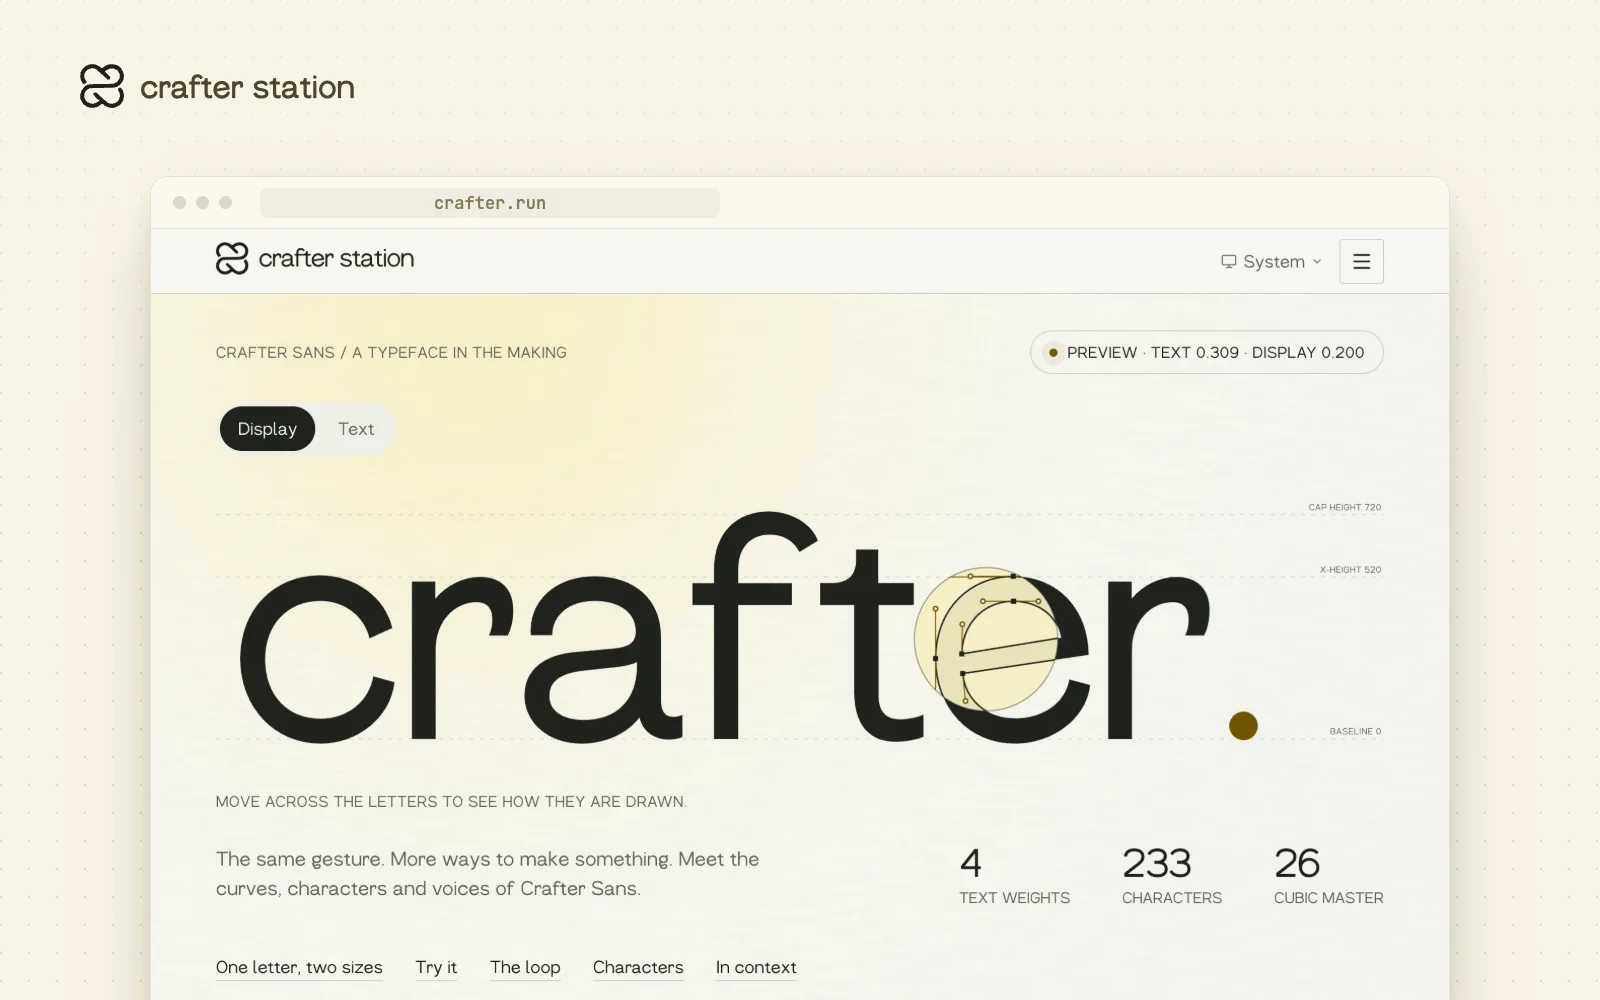 crafter station
crafter.run
crafter station
System
CRAFTER SANS / A TYPEFACE IN THE MAKING
PREVIEW · TEXT 0.309 · DISPLAY 0.200
Display
Text
CAP HEIGHT 720
X-HEIGHT 520
crafter.
BASELINE 0
MOVE ACROSS THE LETTERS TO SEE HOW THEY ARE DRAWN.
The same gesture. More ways to make something. Meet the
curves, characters and voices of Crafter Sans.
4
TEXT WEIGHTS
233
CHARACTERS
26
CUBIC MASTER
One letter, two sizes
Try it
The loop
Characters
In context